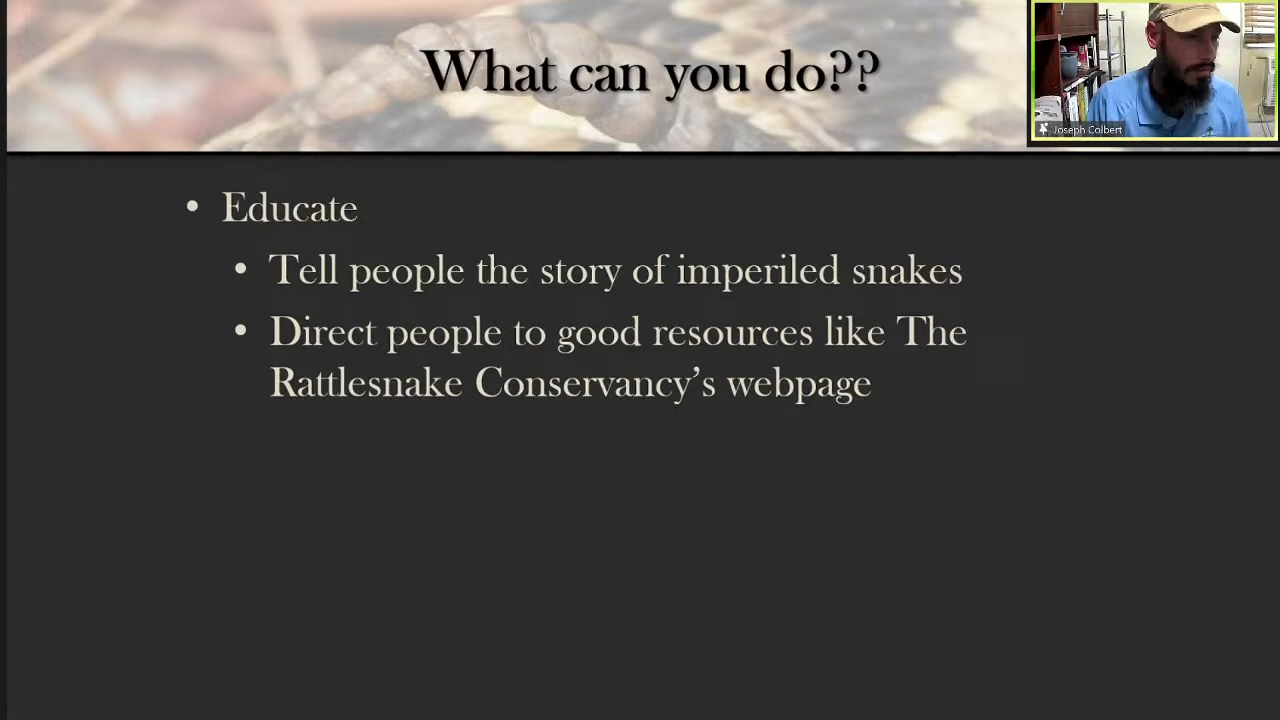 What can you do??
Joseph Colbert
• Educate
• Tell people the story of imperiled snakes
• Direct people to good resources like The
Rattlesnake Conservancy’s webpage